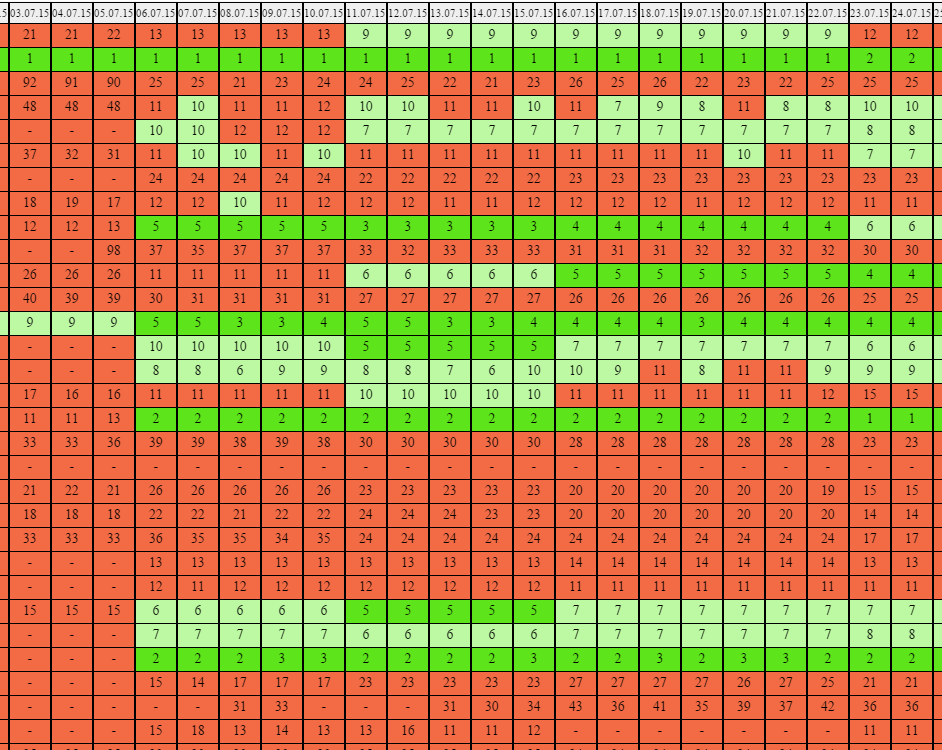 5 03.07.15 04.07.15 05.07.15 06.07.15 07.07.15 08.07.15 09.07.15 10.07.15 11.07.15 12.07.15 13.07.15 14.07.15 15.07.15 16.07.15 17.07.15 18.07.15 19.07.15 20.07.15 21.07.15 22.07.15 23.07.15 24.07.15
21 21 22 13 13 13 13 13 9 9 9 9 9 9 9 9 9 9 9 9 12 12
1 1 1 1 1 1 1 1 1 1 1 1 1 1 1 1 1 1 1 1 2 2
92 91 90 25 25 21 23 24 24 25 22 21 23 26 25 26 22 23 22 25 25 25
48 48 48 11 10 11 11 12 10 10 11 11 10 11 7 9 8 11 8 8 10 10
- - - 10 10 12 12 12 7 7 7 7 7 7 7 7 7 7 7 7 8 8
37 32 31 11 10 10 11 10 11 11 11 11 11 11 11 11 11 10 11 11 7 7
- - - 24 24 24 24 24 22 22 22 22 22 23 23 23 23 23 23 23 23 23
18 19 17 12 12 10 11 12 12 12 11 11 12 12 12 12 11 12 12 12 11 11
12 12 13 5 5 5 5 5 3 3 3 3 3 4 4 4 4 4 4 4 6 6
- - 98 37 35 37 37 37 33 32 33 33 33 31 31 31 32 32 32 32 30 30
26 26 26 11 11 11 11 11 6 6 6 6 6 5 5 5 5 5 5 5 4 4
40 39 39 30 31 31 31 31 27 27 27 27 27 26 26 26 26 26 26 26 25 25
9 9 9 5 5 3 3 4 5 5 3 3 4 4 4 4 3 4 4 4 4 4
- - - 10 10 10 10 10 5 5 5 5 5 7 7 7 7 7 7 7 6 6
- - - 8 8 6 9 9 8 8 7 6 10 10 9 11 8 11 11 9 9 9
17 16 16 11 11 11 11 11 10 10 10 10 10 11 11 11 11 11 11 12 15 15
11 11 13 2 2 2 2 2 2 2 2 2 2 2 2 2 2 2 2 2 1 1
33 33 36 39 39 38 39 38 30 30 30 30 30 28 28 28 28 28 28 28 23 23
- - - - - - - - - - - - - - - - - - - - - -
21 22 21 26 26 26 26 26 23 23 23 23 23 20 20 20 20 20 20 19 15 15
18 18 18 22 22 21 22 22 24 24 24 23 23 20 20 20 20 20 20 20 14 14
33 33 33 36 35 35 34 35 24 24 24 24 24 24 24 24 24 24 24 24 17 17
- - - 13 13 13 13 13 13 13 13 13 13 14 14 14 14 14 14 14 13 13
- - - 12 11 12 12 12 12 12 12 12 12 11 11 11 11 11 11 11 11 11
15 15 15 6 6 6 6 6 5 5 5 5 5 7 7 7 7 7 7 7 7 7
- - - 7 7 7 7 7 6 6 6 6 6 7 7 7 7 7 7 7 8 8
- - - 2 2 2 3 3 2 2 2 2 3 2 2 3 2 3 3 2 2 2
- - - 15 14 17 17 17 23 23 23 23 23 27 27 27 27 26 27 25 21 21
- - - - - 31 33 - - - 31 30 34 43 36 41 35 39 37 42 36 36
- - - 15 18 13 14 13 13 16 11 11 12 - - - - - - - 11 11